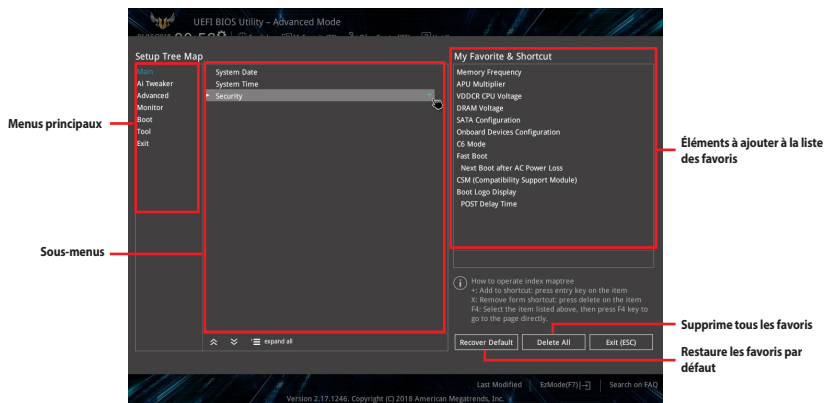 UEFI BIOS Utility – Advanced Mode
Setup Tree Map
My Favorite & Shortcut
Main
Ai Tweaker
Advanced
Monitor
Boot
Tool
Exit
System Date
System Time
Security
Memory Frequency
APU Multiplier
VDDCR CPU Voltage
DRAM Voltage
SATA Configuration
Onboard Devices Configuration
C6 Mode
Fast Boot
Next Boot after AC Power Loss
CSM (Compatibility Support Module)
Boot Logo Display
POST Delay Time
Menus principaux
Sous-menus
Éléments à ajouter à la liste
des favoris
How to operate index maptree
+: Add to shortcut: press entry key on the item
X: Remove form shortcut: press delete on the item
F4: Select the item listed above, then press F4 key to
go to the page directly.
expand all
Recover Default
Delete All
Exit (ESC)
Supprime tous les favoris
Restaure les favoris par
défaut
Last Modified
EzMode(F7)
Search on FAQ
Version 2.17.1246. Copyright (C) 2018 American Megatrends, Inc.